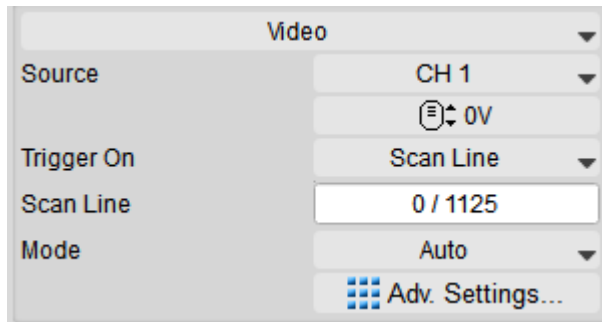 Video
Source CH 1
0V
Trigger On Scan Line
Scan Line 0 / 1125
Mode Auto
Adv. Settings...